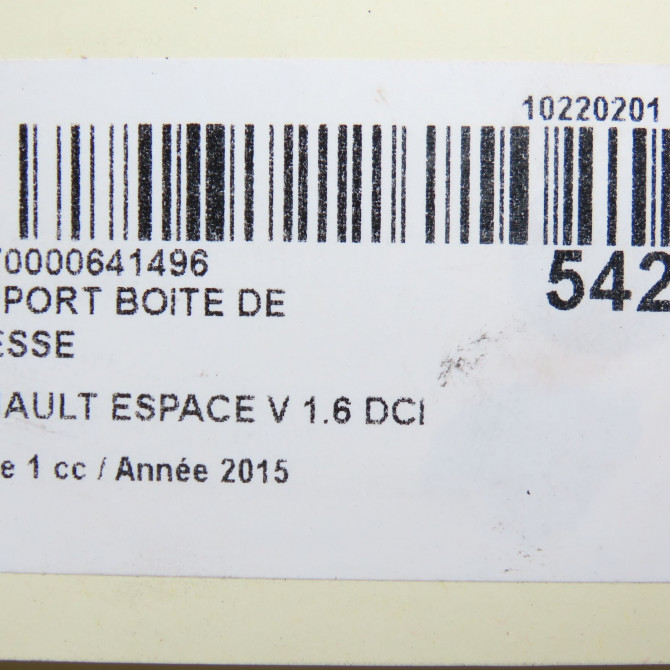 10220201
70000641496
542
PORT BOITE DE
ESSE
AULT ESPACE V 1.6 DCI
e 1 cc / Année 2015